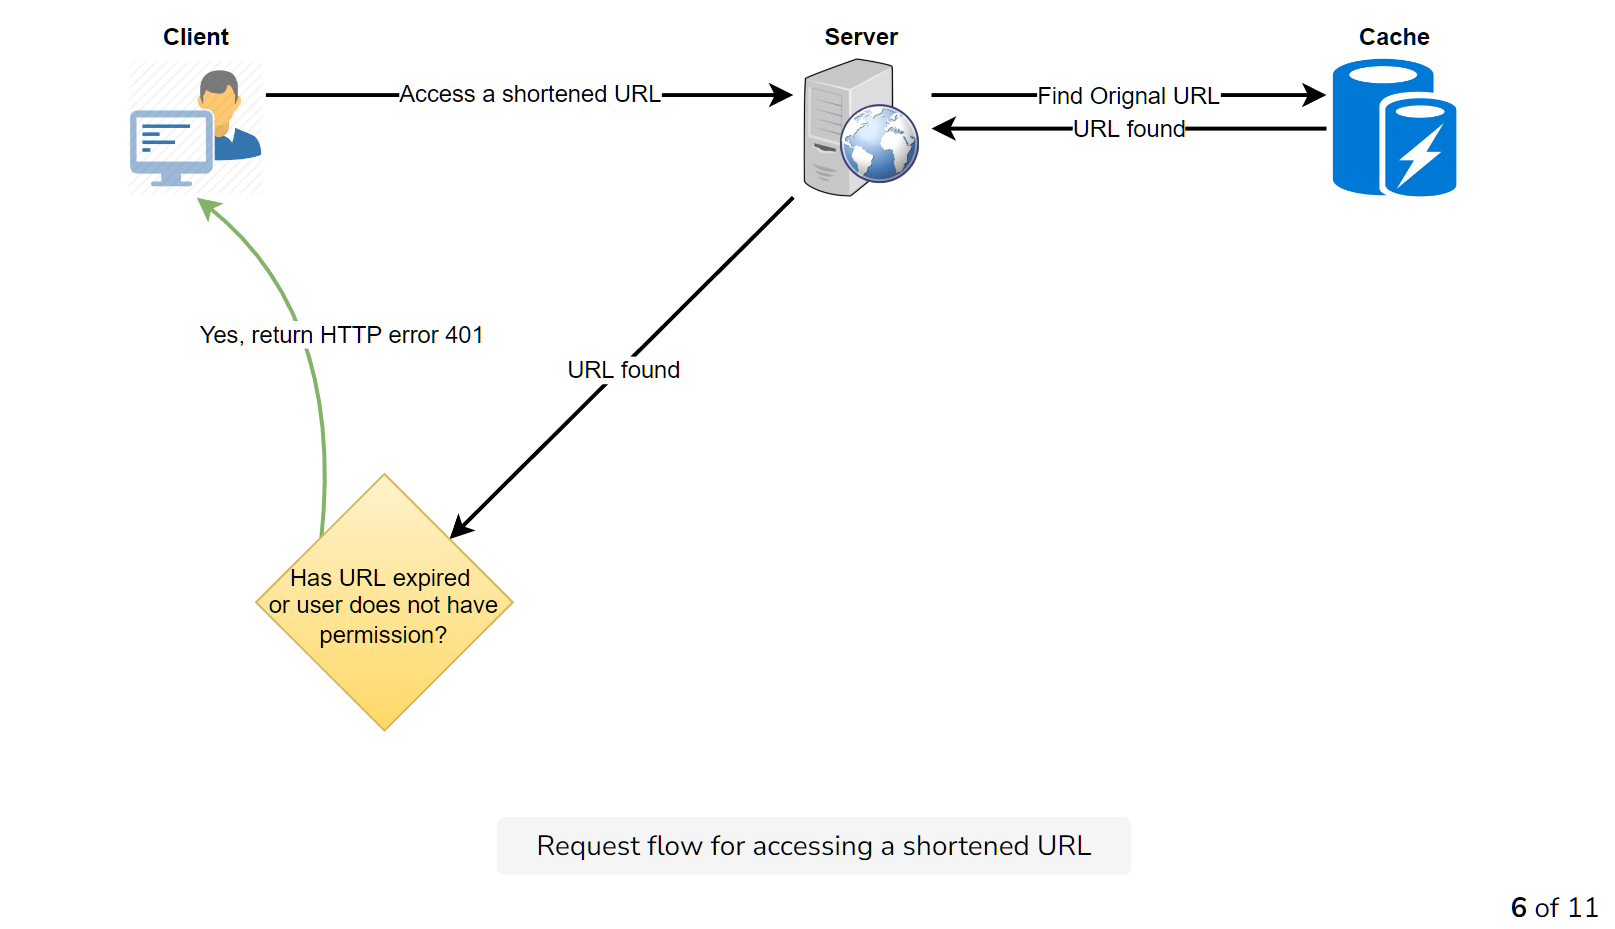 Client
Server
Cache
Access a shortened URL
Find Orignal URL
URL found
Yes, return HTTP error 401
URL found
Has URL expired
or user does not have
permission?
Request flow for accessing a shortened URL
6 of 11